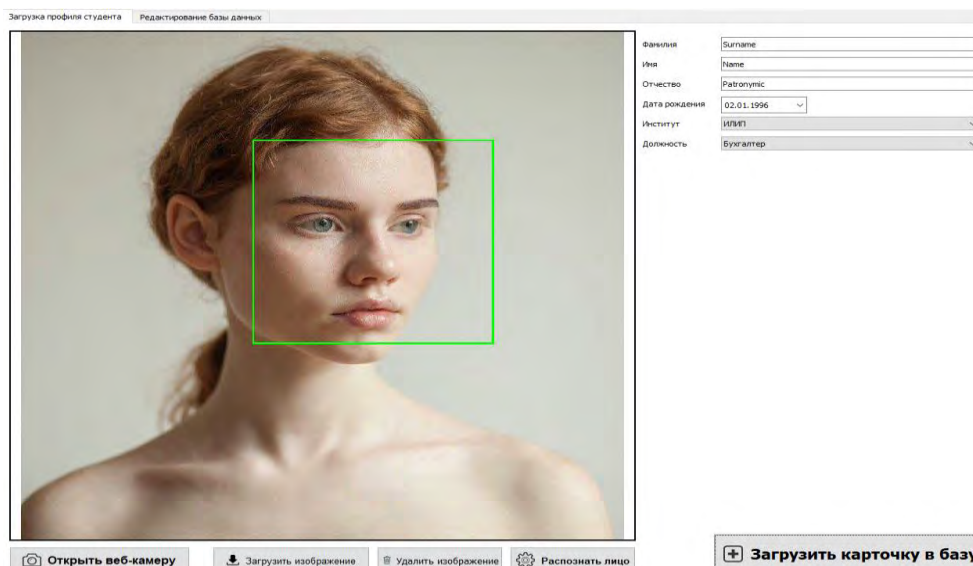 Загрузка профиля студента Редактирование базы данных
Фамилия Surname
Имя Name
Отчество Patronymic
Дата рождения 02.01.1996
Институт ИЛИП
Должность Бухгалтер
Открыть веб-камеру Загрузить изображение Удалить изображение Распознать лицо
Загрузить карточку в базу